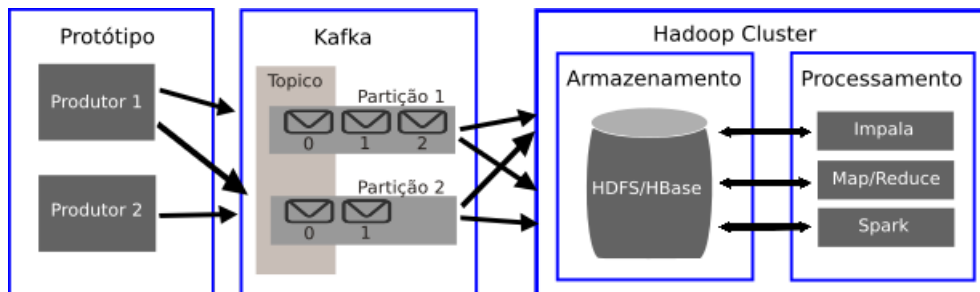 Protótipo
Produtor 1
Produtor 2
Kafka
Topico
Partição 1
0 1 2
Partição 2
0 1
Hadoop Cluster
Armazenamento
HDFS/HBase
Processamento
Impala
Map/Reduce
Spark